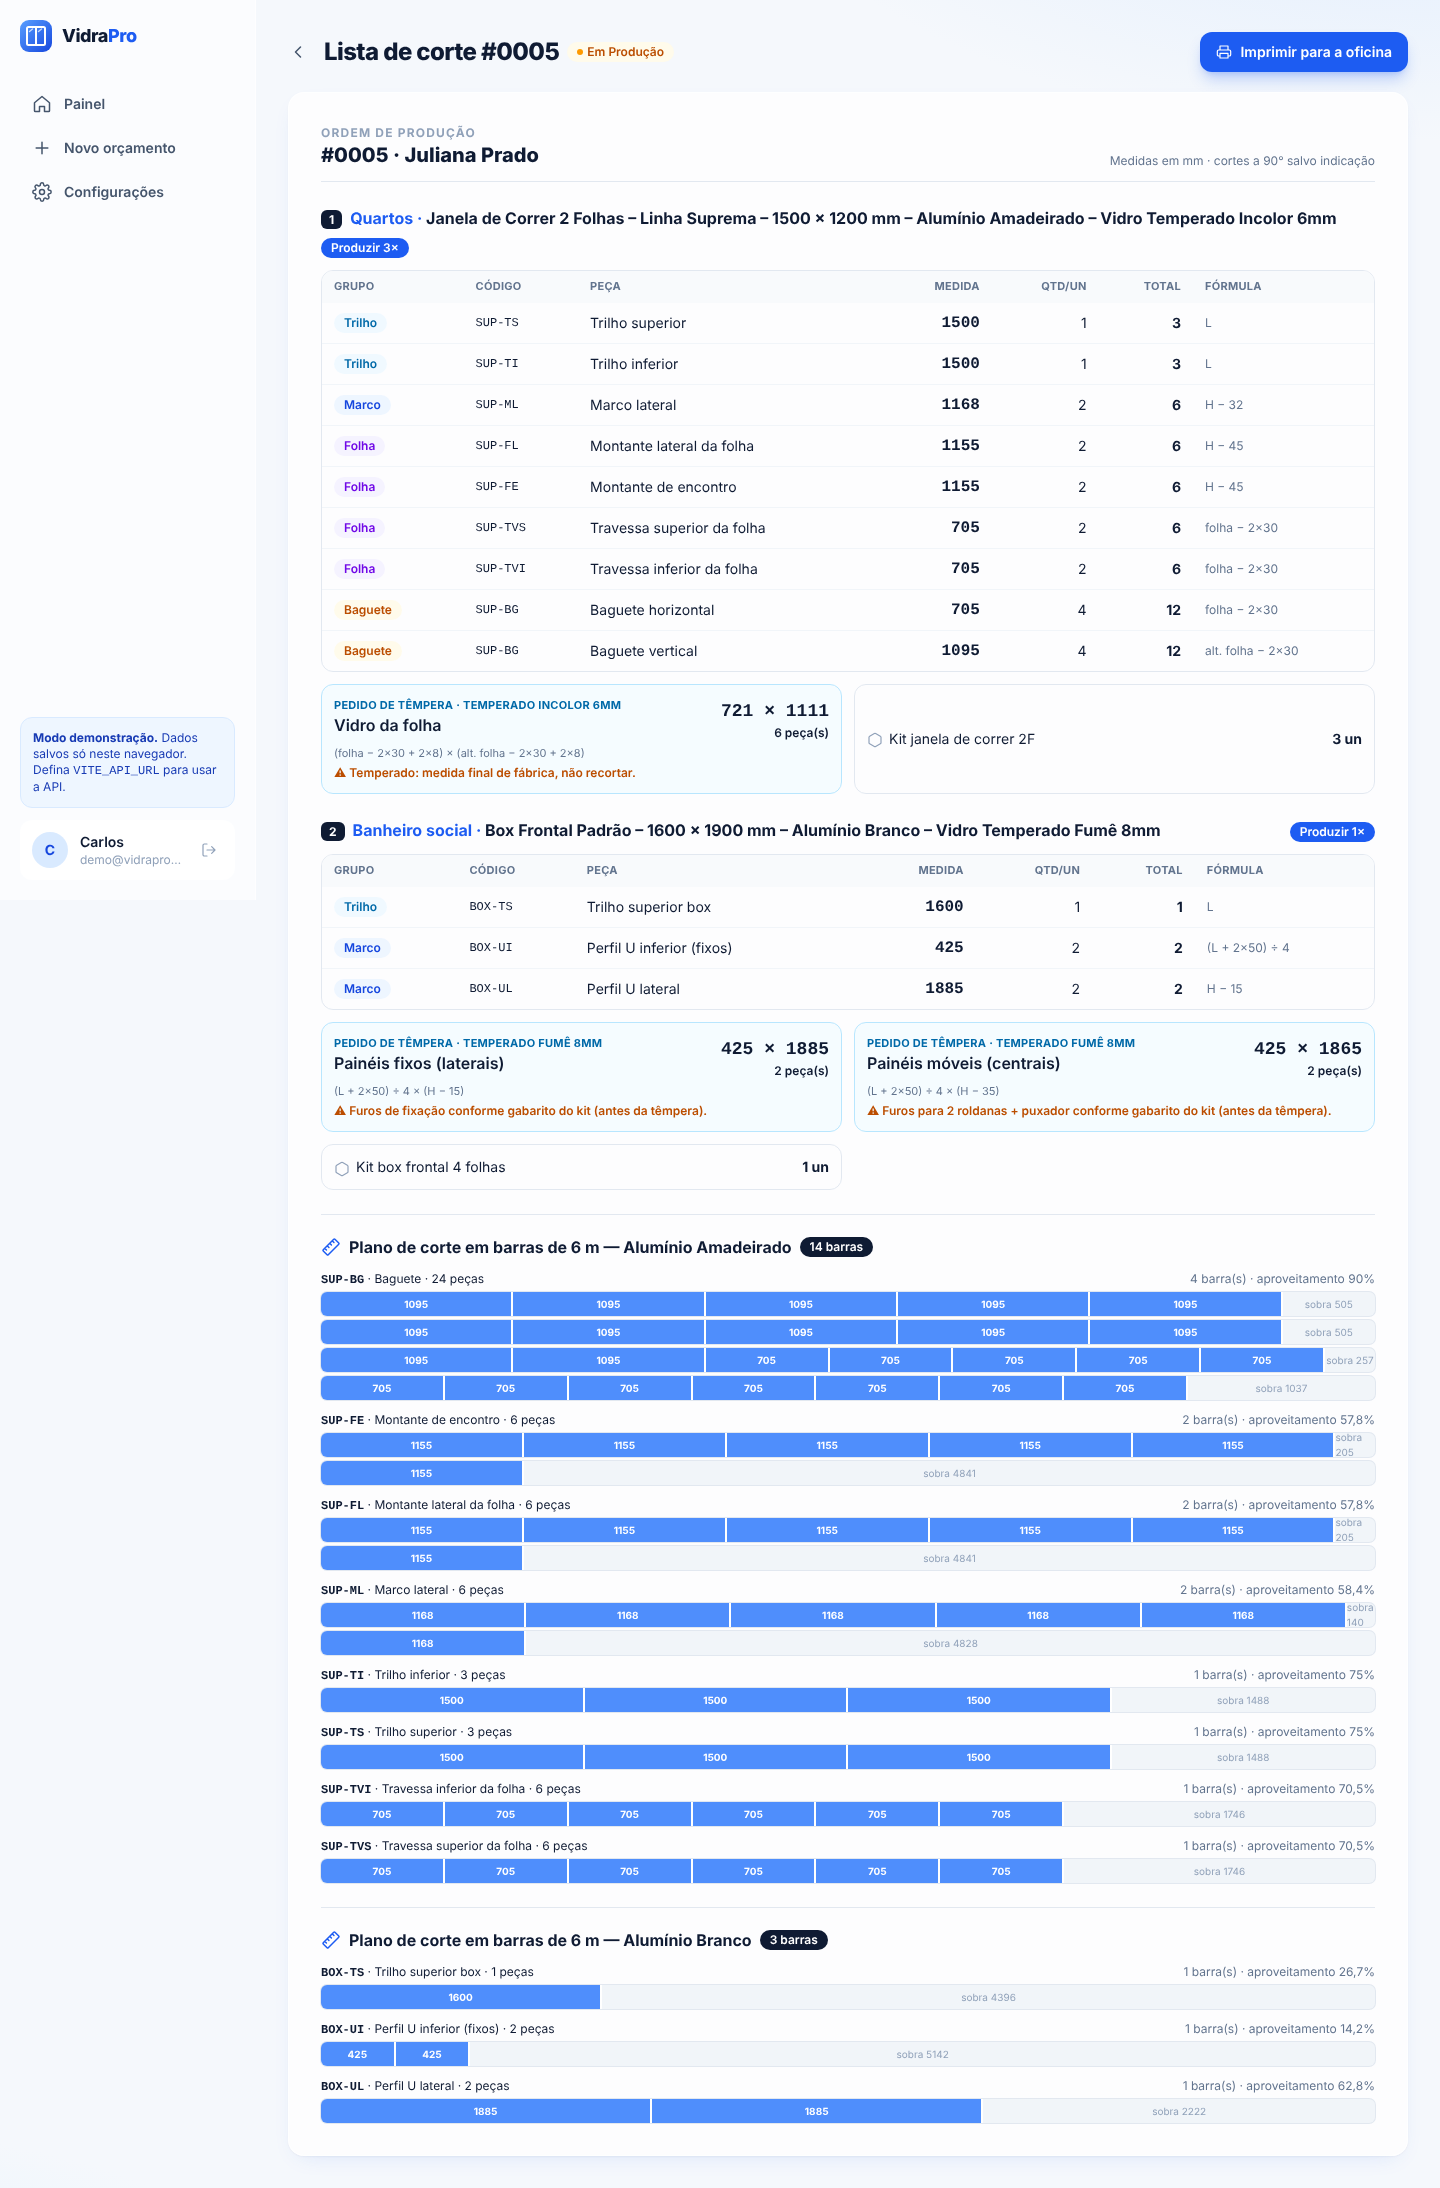 VidraPro
Painel
Novo orçamento
Configurações
Modo demonstração. Dados
salvos só neste navegador.
Defina VITE_API_URL para usar
a API.
C
Carlos
demo@vidrapro...
Lista de corte #0005
Em Produção
Imprimir para a oficina
ORDEM DE PRODUÇÃO
#0005 · Juliana Prado
Medidas em mm · cortes a 90° salvo indicação
1 Quartos · Janela de Correr 2 Folhas – Linha Suprema – 1500 × 1200 mm – Alumínio Amadeirado – Vidro Temperado Incolor 6mm
Produzir 3×
GRUPO CÓDIGO PEÇA MEDIDA QTD/UN TOTAL FÓRMULA
Trilho SUP-TS Trilho superior 1500 1 3 L
Trilho SUP-TI Trilho inferior 1500 1 3 L
Marco SUP-ML Marco lateral 1168 2 6 H − 32
Folha SUP-FL Montante lateral da folha 1155 2 6 H − 45
Folha SUP-FE Montante de encontro 1155 2 6 H − 45
Folha SUP-TVS Travessa superior da folha 705 2 6 folha − 2×30
Folha SUP-TVI Travessa inferior da folha 705 2 6 folha − 2×30
Baguete SUP-BG Baguete horizontal 705 4 12 folha − 2×30
Baguete SUP-BG Baguete vertical 1095 4 12 alt. folha − 2×30
PEDIDO DE TÊMPERA · TEMPERADO INCOLOR 6MM
Vidro da folha
721 × 1111
6 peça(s)
(folha − 2×30 + 2×8) × (alt. folha − 2×30 + 2×8)
⚠ Temperado: medida final de fábrica, não recortar.
Kit janela de correr 2F 3 un
2 Banheiro social · Box Frontal Padrão – 1600 × 1900 mm – Alumínio Branco – Vidro Temperado Fumê 8mm
Produzir 1×
GRUPO CÓDIGO PEÇA MEDIDA QTD/UN TOTAL FÓRMULA
Trilho BOX-TS Trilho superior box 1600 1 1 L
Marco BOX-UI Perfil U inferior (fixos) 425 2 2 (L + 2×50) ÷ 4
Marco BOX-UL Perfil U lateral 1885 2 2 H − 15
PEDIDO DE TÊMPERA · TEMPERADO FUMÊ 8MM
Painéis fixos (laterais)
425 × 1885
2 peça(s)
(L + 2×50) ÷ 4 × (H − 15)
⚠ Furos de fixação conforme gabarito do kit (antes da têmpera).
PEDIDO DE TÊMPERA · TEMPERADO FUMÊ 8MM
Painéis móveis (centrais)
425 × 1865
2 peça(s)
(L + 2×50) ÷ 4 × (H − 35)
⚠ Furos para 2 roldanas + puxador conforme gabarito do kit (antes da têmpera).
Kit box frontal 4 folhas 1 un
Plano de corte em barras de 6 m — Alumínio Amadeirado 14 barras
SUP-BG · Baguete · 24 peças 4 barra(s) · aproveitamento 90%
1095 1095 1095 1095 1095 sobra 505
1095 1095 1095 1095 1095 sobra 505
1095 1095 705 705 705 705 705 sobra 257
705 705 705 705 705 705 705 sobra 1037
SUP-FE · Montante de encontro · 6 peças 2 barra(s) · aproveitamento 57,8%
1155 1155 1155 1155 1155 sobra 205
1155 sobra 4841
SUP-FL · Montante lateral da folha · 6 peças 2 barra(s) · aproveitamento 57,8%
1155 1155 1155 1155 1155 sobra 205
1155 sobra 4841
SUP-ML · Marco lateral · 6 peças 2 barra(s) · aproveitamento 58,4%
1168 1168 1168 1168 1168 sobra 140
1168 sobra 4828
SUP-TI · Trilho inferior · 3 peças 1 barra(s) · aproveitamento 75%
1500 1500 1500 sobra 1488
SUP-TS · Trilho superior · 3 peças 1 barra(s) · aproveitamento 75%
1500 1500 1500 sobra 1488
SUP-TVI · Travessa inferior da folha · 6 peças 1 barra(s) · aproveitamento 70,5%
705 705 705 705 705 705 sobra 1746
SUP-TVS · Travessa superior da folha · 6 peças 1 barra(s) · aproveitamento 70,5%
705 705 705 705 705 705 sobra 1746
Plano de corte em barras de 6 m — Alumínio Branco 3 barras
BOX-TS · Trilho superior box · 1 peças 1 barra(s) · aproveitamento 26,7%
1600 sobra 4396
BOX-UI · Perfil U inferior (fixos) · 2 peças 1 barra(s) · aproveitamento 14,2%
425 425 sobra 5142
BOX-UL · Perfil U lateral · 2 peças 1 barra(s) · aproveitamento 62,8%
1885 1885 sobra 2222